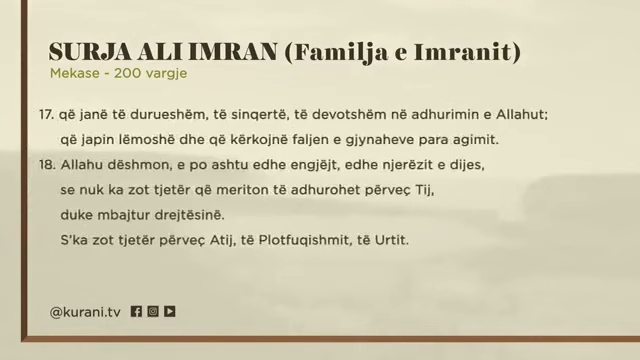 SURJA ALI IMRAN (Familja e Imranit)
Mekase - 200 vargje
17. që janë të durueshëm, të sinqertë, të devotshëm në adhurimin e Allahut;
që japin lëmoshë dhe që kërkojnë faljen e gjynaheve para agimit.
18. Allahu dëshmon, e po ashtu edhe engjëjt, edhe njerëzit e dijes,
se nuk ka zot tjetër që meriton të adhurohet përveç Tij,
duke mbajtur drejtësinë.
S'ka zot tjetër përveç Atij, të Plotfuqishmit, të Urtit.
@kurani.tv